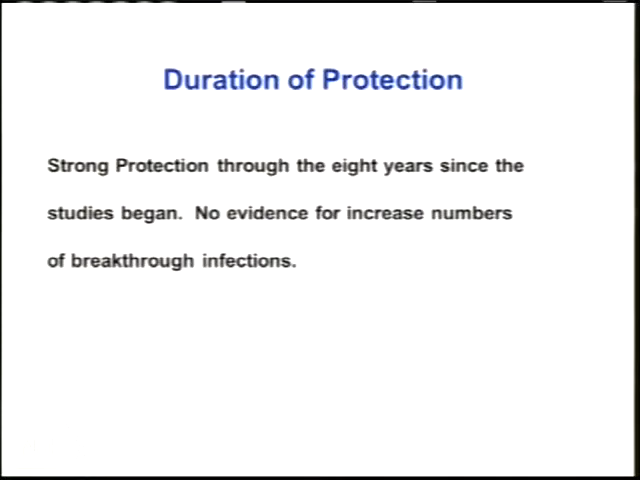 Duration of Protection
Strong Protection through the eight years since the
studies began. No evidence for increase numbers
of breakthrough infections.